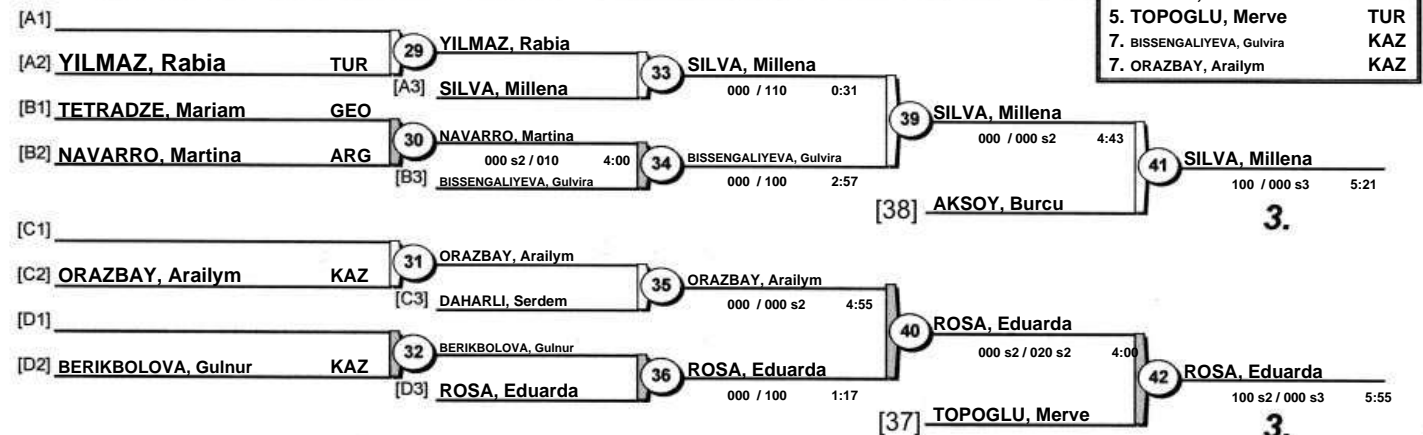 5. TOPOGLU, Merve TUR
7. BISSENGALIYEVA, Gulvira KAZ
7. ORAZBAY, Arailym KAZ
[A1]
[A2] YILMAZ, Rabia TUR
29 YILMAZ, Rabia
[A3] SILVA, Millena
33 SILVA, Millena
000 / 110 0:31
[B1] TETRADZE, Mariam GEO
[B2] NAVARRO, Martina ARG
30 NAVARRO, Martina
000 s2 / 010 4:00
[B3] BISSENGALIYEVA, Gulvira
34 BISSENGALIYEVA, Gulvira
000 / 100 2:57
39 SILVA, Millena
000 / 000 s2 4:43
[38] AKSOY, Burcu
41 SILVA, Millena
100 / 000 s3 5:21
3.
[C1]
[C2] ORAZBAY, Arailym KAZ
31 ORAZBAY, Arailym
[C3] DAHARLI, Serdem
35 ORAZBAY, Arailym
000 / 000 s2 4:55
[D1]
[D2] BERIKBOLOVA, Gulnur KAZ
32 BERIKBOLOVA, Gulnur
[D3] ROSA, Eduarda
36 ROSA, Eduarda
000 / 100 1:17
40 ROSA, Eduarda
000 s2 / 020 s2 4:00
[37] TOPOGLU, Merve
42 ROSA, Eduarda
100 s2 / 000 s3 5:55
3.